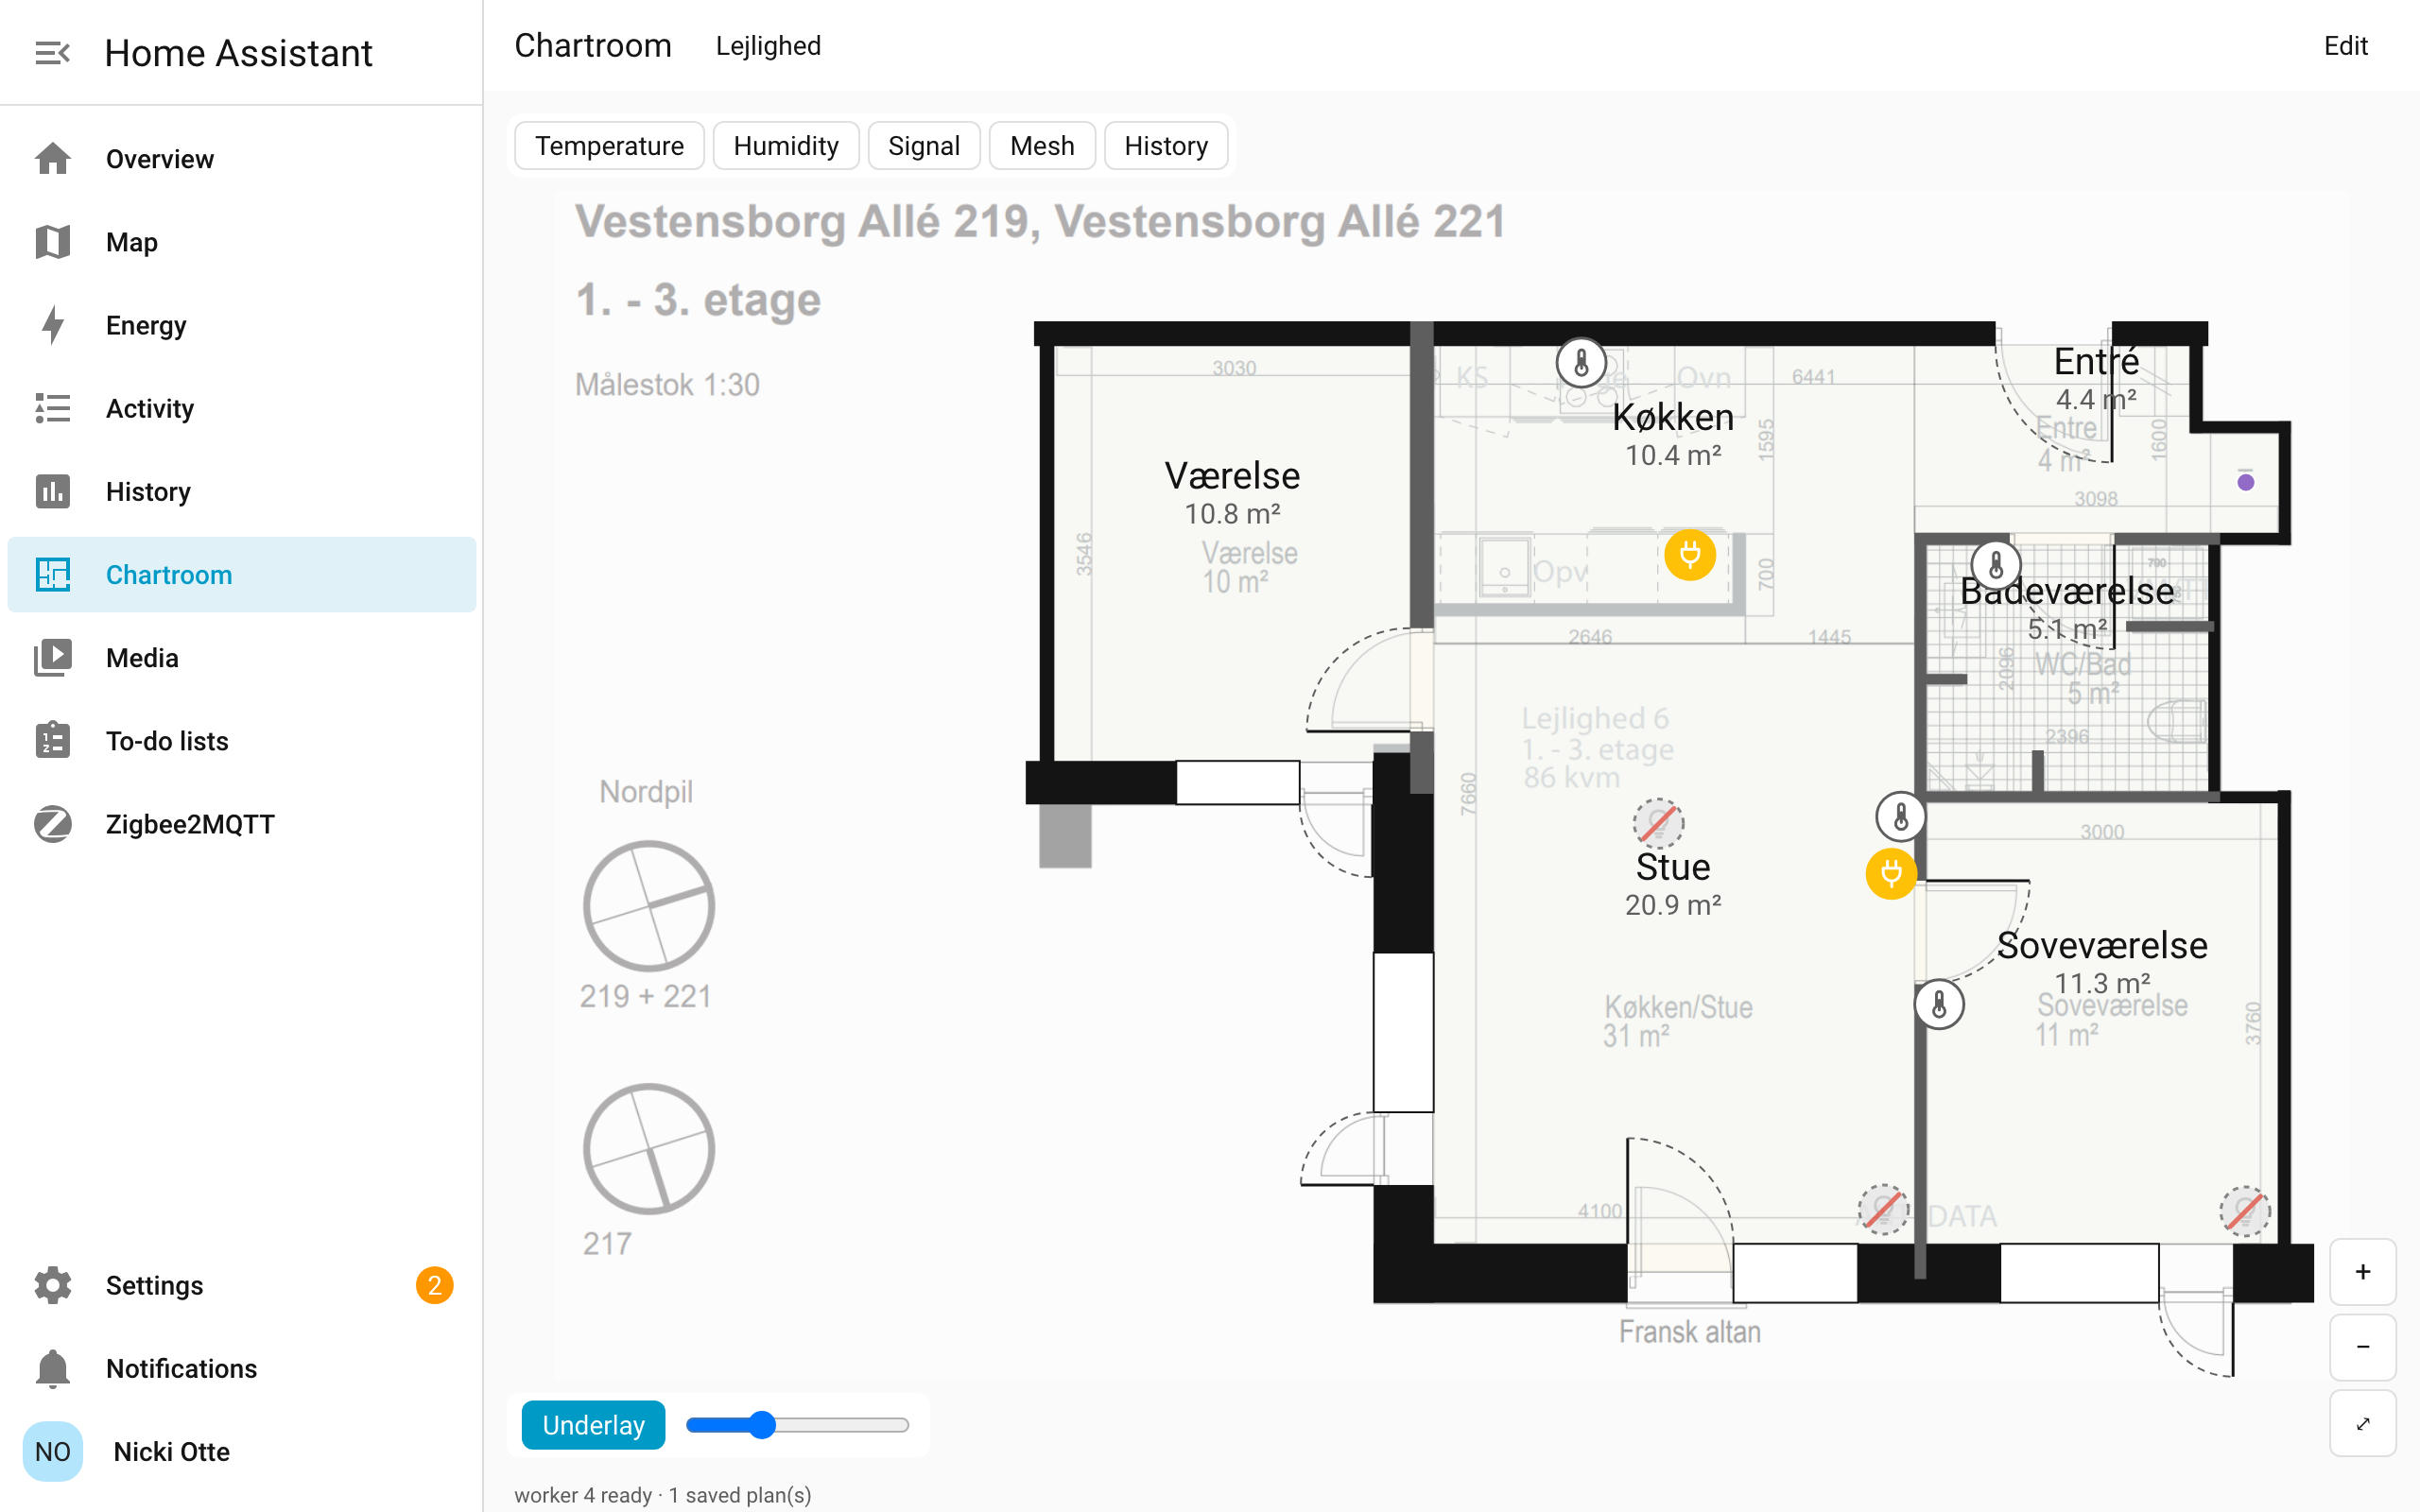 Home Assistant
Overview
Map
Energy
Activity
History
Chartroom
Media
To-do lists
Zigbee2MQTT
Settings
2
Notifications
NO
Nicki Otte
Chartroom
Lejlighed
Edit
Temperature
Humidity
Signal
Mesh
History
Vestensborg Allé 219, Vestensborg Allé 221
1. - 3. etage
Målestok 1:30
Nordpil
219 + 221
217
3030
Værelse
10.8 m²
Værelse
10 m²
3546
KS
Ovn
6441
Køkken
10.4 m²
1595
Opv
700
2646
1445
Entré
4.4 m²
Entre
4 m²
1600
3098
Badeværelse
5.1 m²
700
WC/Bad
5 m²
2096
2396
Lejlighed 6
1. - 3. etage
86 kvm
7660
Stue
20.9 m²
Køkken/Stue
31 m²
3000
Soveværelse
11.3 m²
Soveværelse
11 m²
3760
4100
DATA
Fransk altan
+
−
Underlay
worker 4 ready · 1 saved plan(s)